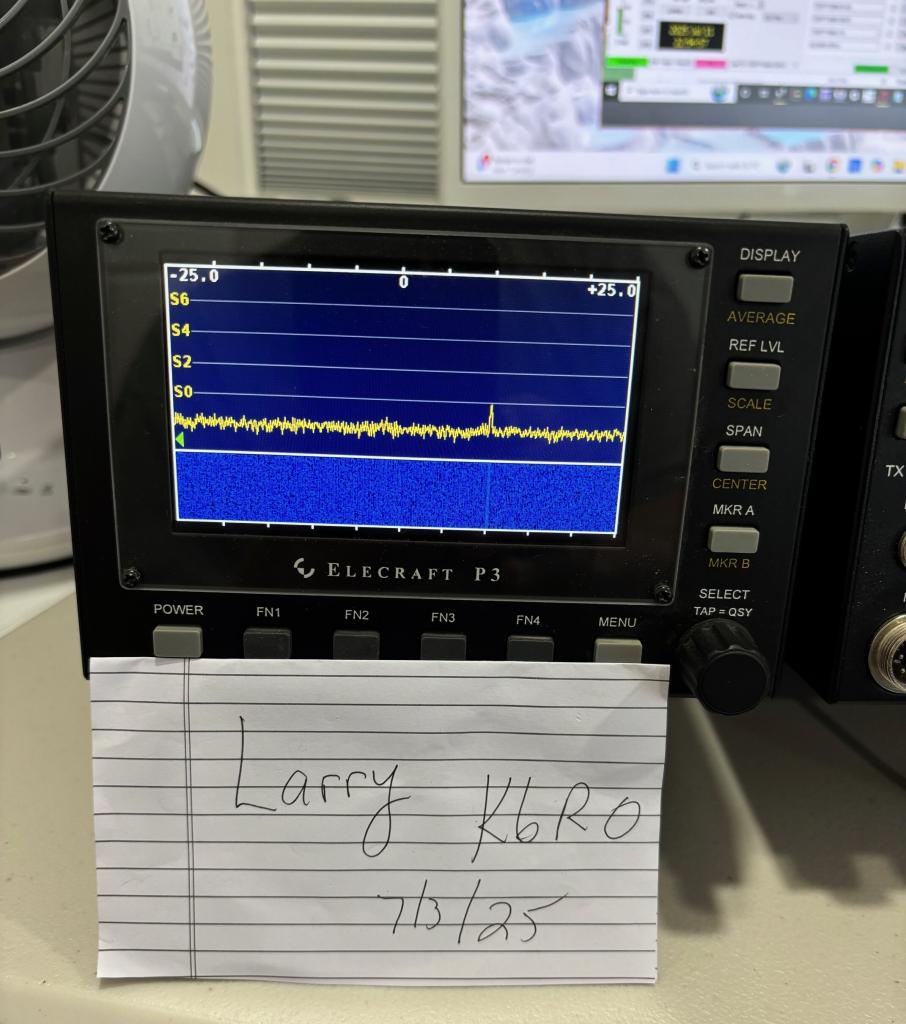 -25.0 0 +25.0
S6
S4
S2
S0
ELECRAFT P3
DISPLAY
AVERAGE
REF LVL
SCALE
SPAN
CENTER
MKR A
MKR B
SELECT
TAP = QSY
POWER FN1 FN2 FN3 FN4 MENU
TX
Larry K6RO
7/3/25